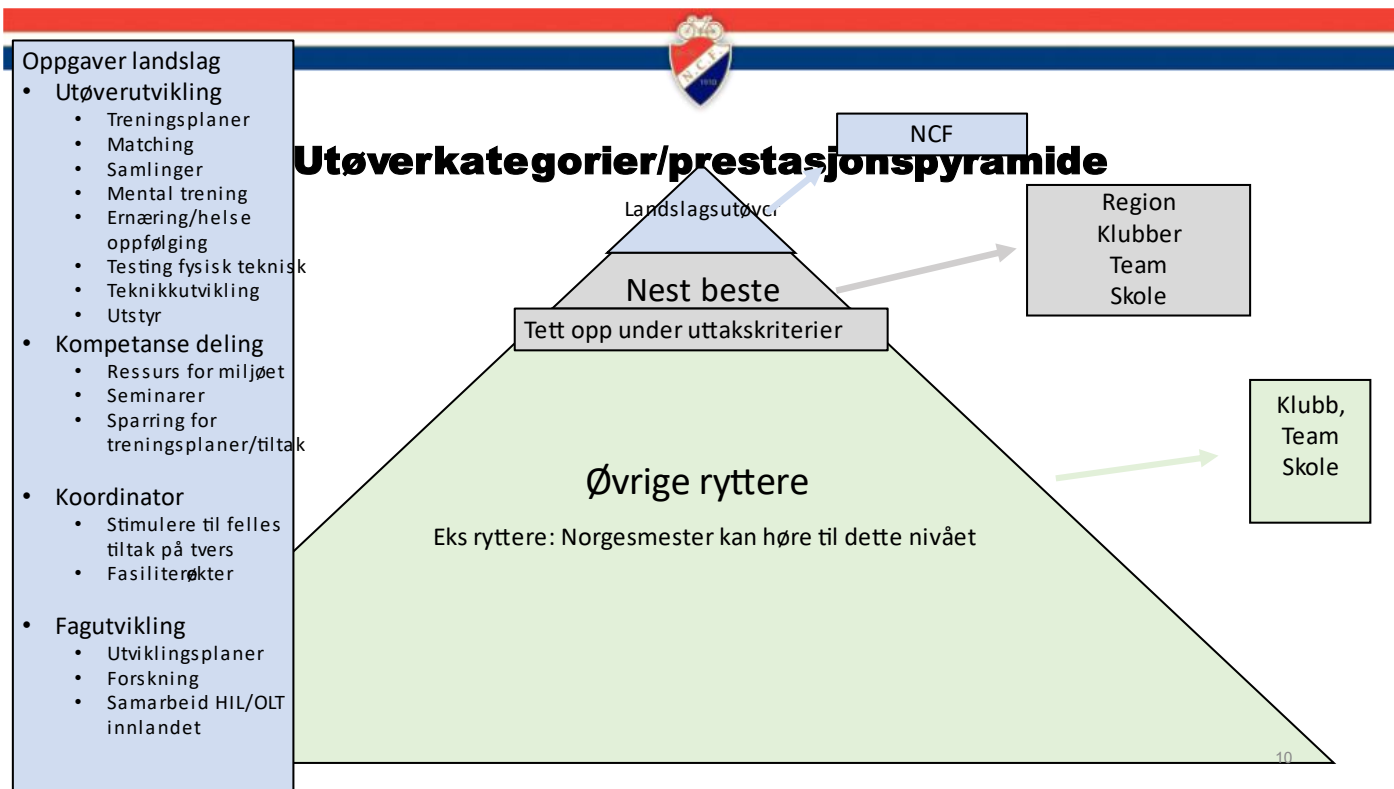 N.C.F.
1910
Oppgaver landslag
• Utøverutvikling
• Treningsplaner
• Matching
• Samlinger
• Mental trening
• Ernæring/helse
oppfølging
• Testing fysisk teknisk
• Teknikkutvikling
• Utstyr
• Kompetanse deling
• Ressurs for miljøet
• Seminarer
• Sparring for
treningsplaner/tiltak
• Koordinator
• Stimulere til felles
tiltak på tvers
• Fasiliterøkter
• Fagutvikling
• Utviklingsplaner
• Forskning
• Samarbeid HIL/OLT
innlandet
Utøverkategorier/prestasjonspyramide
NCF
Landslagsutøver
Region
Klubber
Team
Skole
Nest beste
Tett opp under uttakskriterier
Klubb,
Team
Skole
Øvrige ryttere
Eks ryttere: Norgesmester kan høre til dette nivået
10